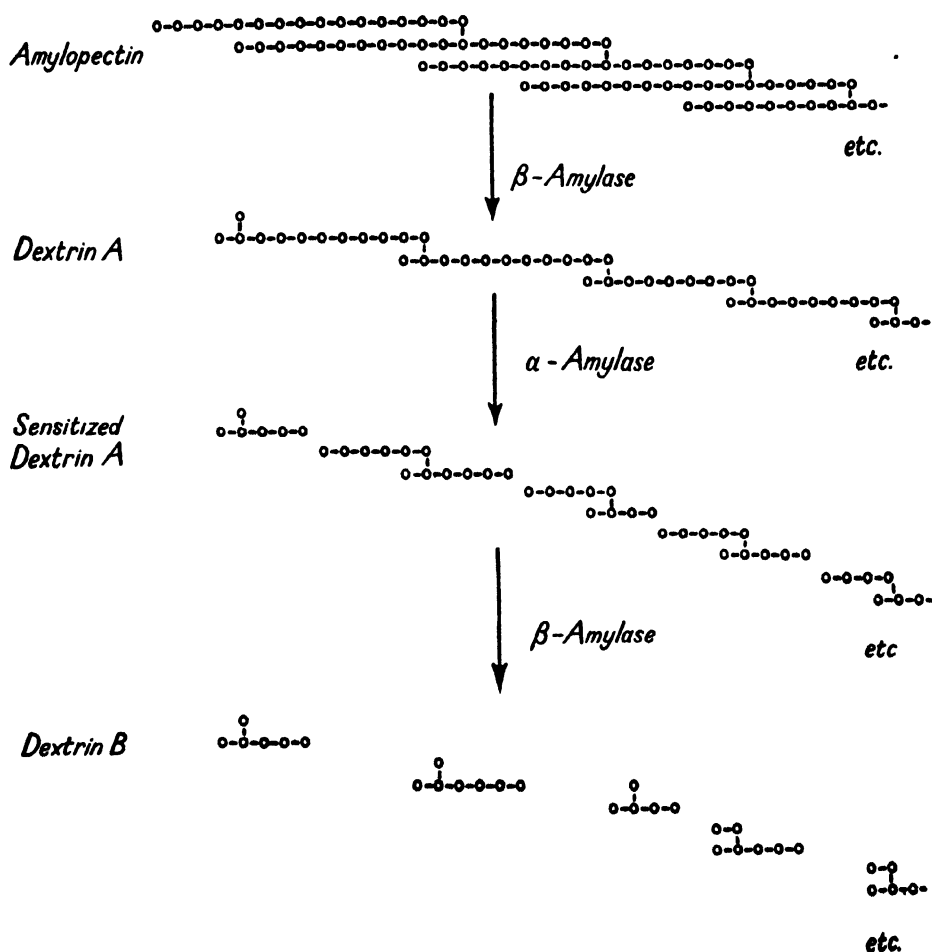 Amylopectin
etc.
β-Amylase
Dextrin A
etc.
α-Amylase
Sensitized
Dextrin A
etc
β-Amylase
Dextrin B
etc.